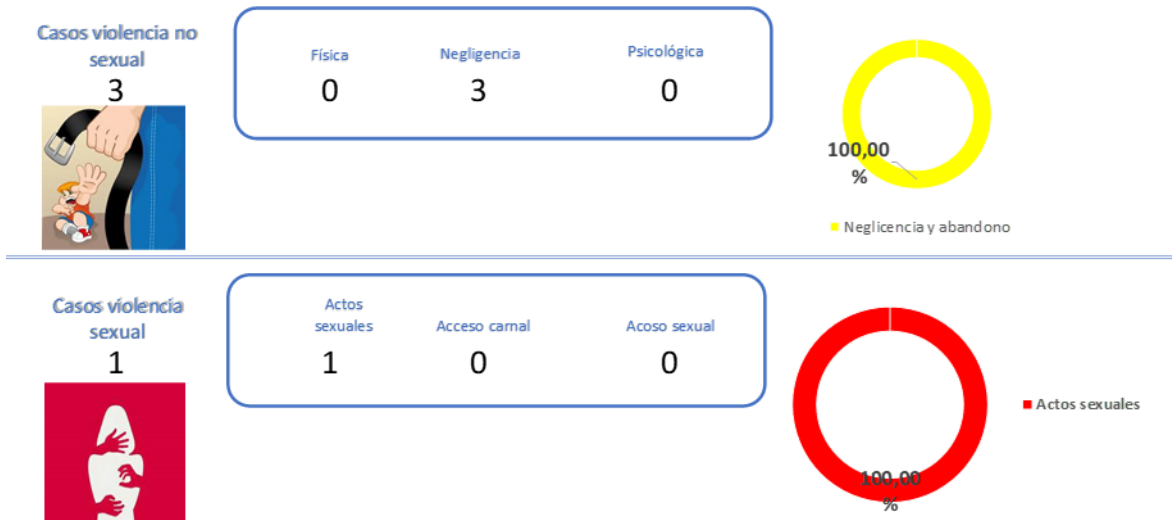 Casos violencia no
sexual
3
Física
Negligencia
Psicológica
0
3
0
100,00
%
Neglicencia y abandono
Casos violencia
sexual
1
Actos
sexuales
Acceso carnal
Acoso sexual
1
0
0
Actos sexuales
100,00
%